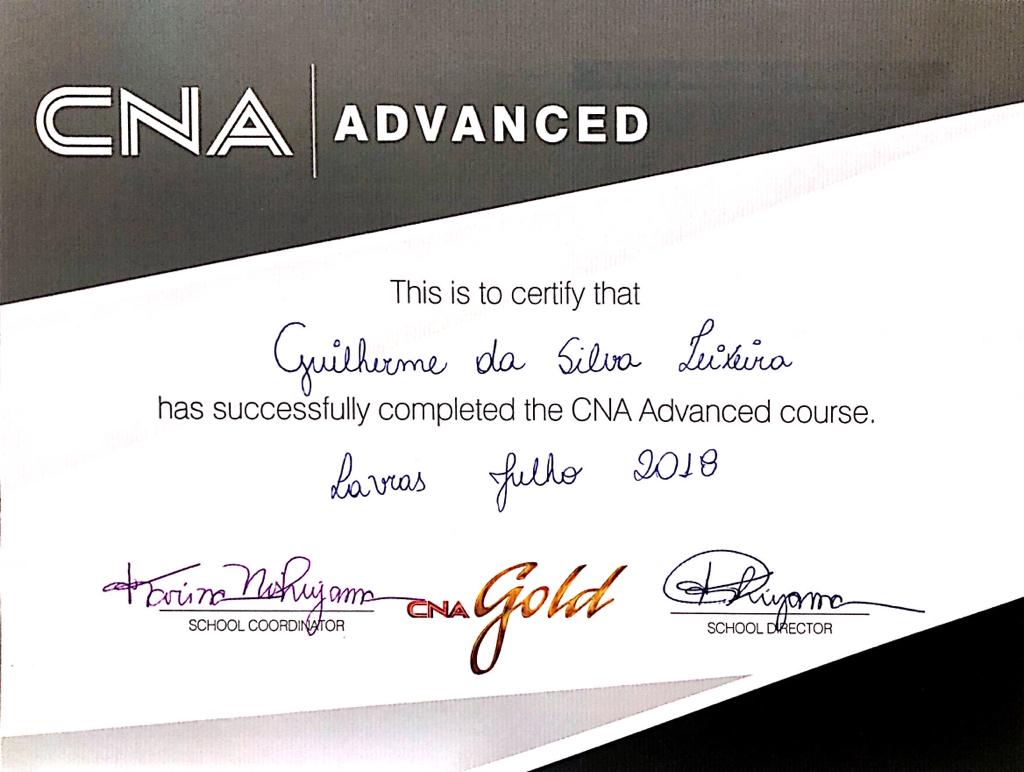 CNA ADVANCED
This is to certify that
Guilherme da Silva Teixeira
has successfully completed the CNA Advanced course.
Lavras Julho 2018
Karina Nishiyama
CNA Gold
SCHOOL COORDINATOR
SCHOOL DIRECTOR